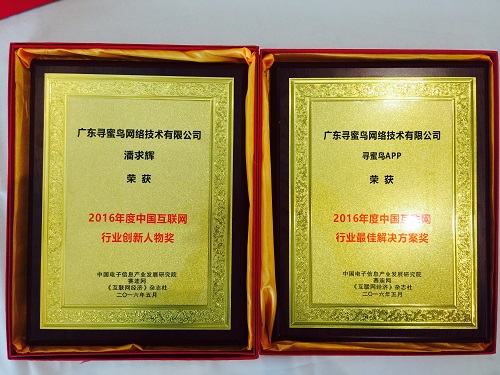 广东寻蜜鸟网络技术有限公司
潘求辉
荣 获
2016年度中国互联网
行业创新人物奖
中国电子信息产业发展研究院
赛迪网
《互联网经济》杂志社
二〇一六年五月
广东寻蜜鸟网络技术有限公司
寻蜜鸟APP
荣 获
2016年度中国互联网
行业最佳解决方案奖
中国电子信息产业发展研究院
赛迪网
《互联网经济》杂志社
二〇一六年五月